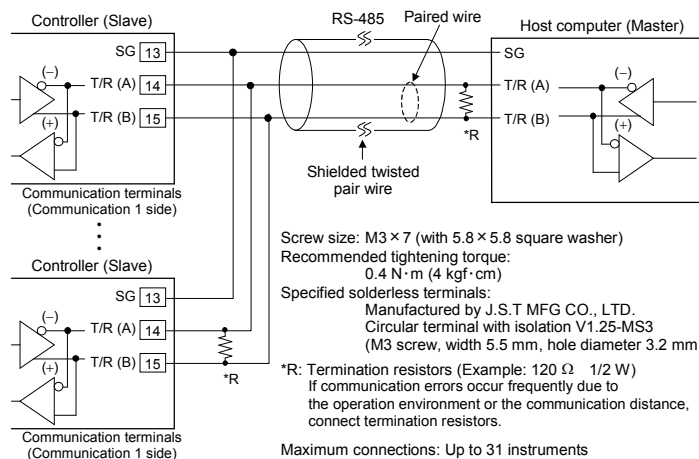 Controller (Slave)
RS-485
Paired wire
Host computer (Master)
SG 13
SG
(−)
T/R (A) 14
T/R (A)
(−)
T/R (B) 15
*R
T/R (B)
(+)
(+)
Shielded twisted
pair wire
Communication terminals
(Communication 1 side)
Controller (Slave)
SG 13
(−)
T/R (A) 14
T/R (B) 15
(+)
*R
Communication terminals
(Communication 1 side)
Screw size: M3 × 7 (with 5.8 × 5.8 square washer)
Recommended tightening torque:
0.4 N·m (4 kgf·cm)
Specified solderless terminals:
Manufactured by J.S.T MFG CO., LTD.
Circular terminal with isolation V1.25-MS3
(M3 screw, width 5.5 mm, hole diameter 3.2 mm
*R: Termination resistors (Example: 120 Ω 1/2 W)
If communication errors occur frequently due to
the operation environment or the communication distance,
connect termination resistors.
Maximum connections: Up to 31 instruments